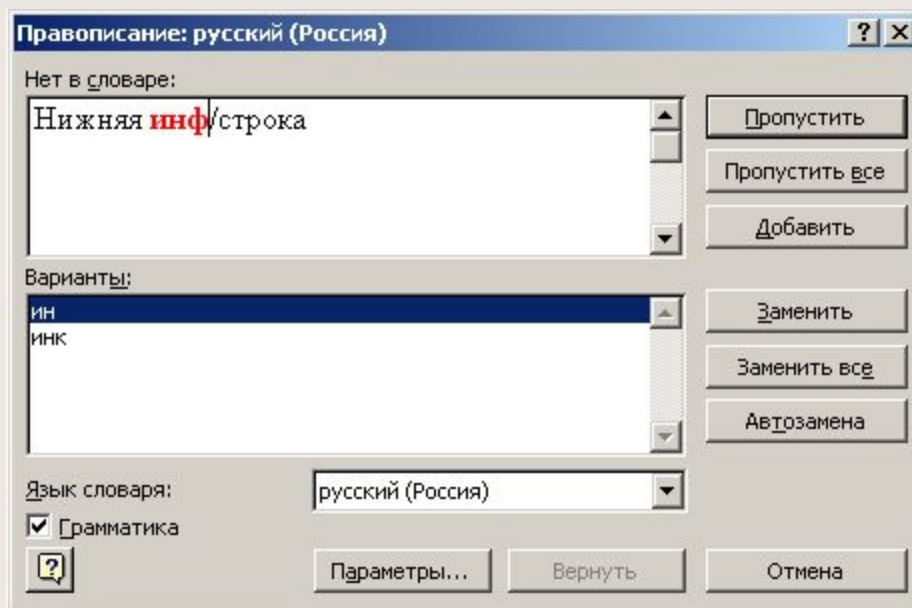 Правописание: русский (Россия)
Нет в словаре:
Нижняя инф/строка
Пропустить
Пропустить все
Добавить
Варианты:
ин
инк
Заменить
Заменить все
Автозамена
Язык словаря:
русский (Россия)
Грамматика
Параметры...
Вернуть
Отмена